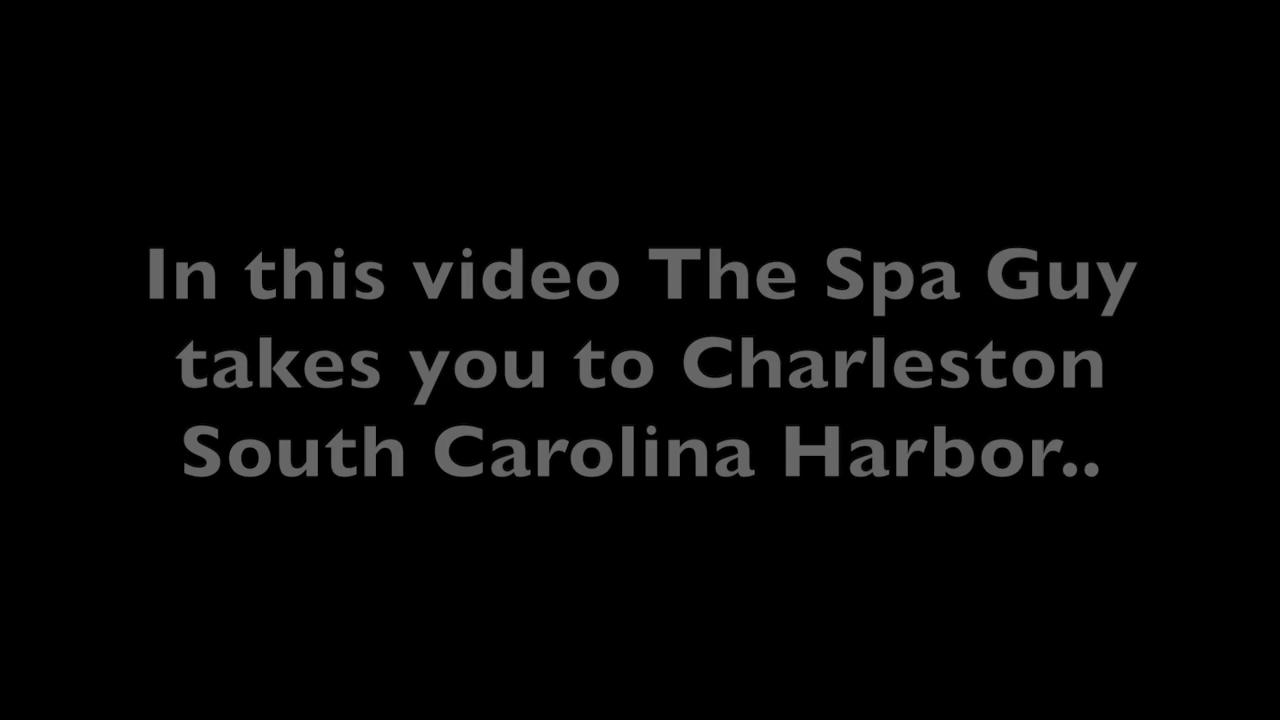 In this video The Spa Guy
takes you to Charleston
South Carolina Harbor..